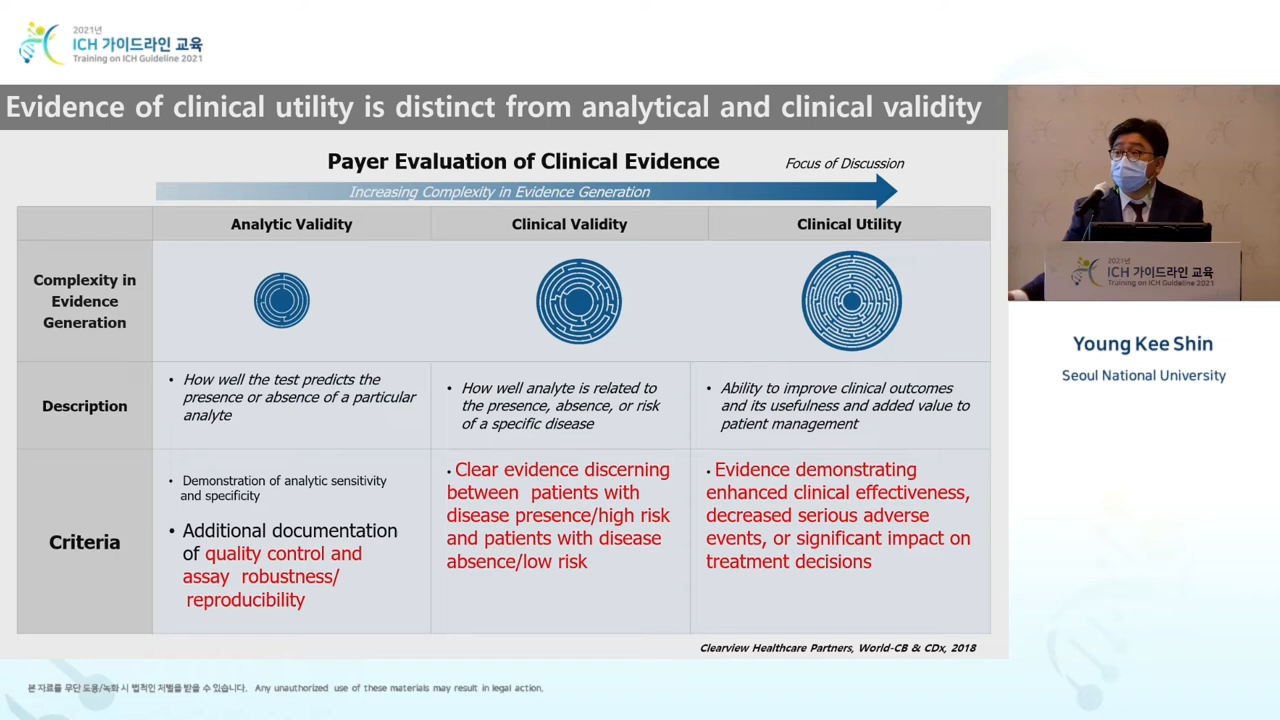 2021년
ICH 가이드라인 교육
Training on ICH Guideline 2021
Evidence of clinical utility is distinct from analytical and clinical validity
Payer Evaluation of Clinical Evidence
Focus of Discussion
Increasing Complexity in Evidence Generation
Analytic Validity
Clinical Validity
Clinical Utility
Complexity in
Evidence
Generation
Description
• How well the test predicts the
presence or absence of a particular
analyte
• How well analyte is related to
the presence, absence, or risk
of a specific disease
• Ability to improve clinical outcomes
and its usefulness and added value to
patient management
Criteria
• Demonstration of analytic sensitivity
and specificity
• Additional documentation
of quality control and
assay robustness/
reproducibility
• Clear evidence discerning
between patients with
disease presence/high risk
and patients with disease
absence/low risk
• Evidence demonstrating
enhanced clinical effectiveness,
decreased serious adverse
events, or significant impact on
treatment decisions
Clearview Healthcare Partners, World-CB & CDx, 2018
2021년
ICH 가이드라인 교육
Training on ICH Guideline 2021
Young Kee Shin
Seoul National University
본 자료를 무단 도용/녹화 시 법적인 처벌을 받을 수 있습니다. Any unauthorized use of these materials may result in legal action.